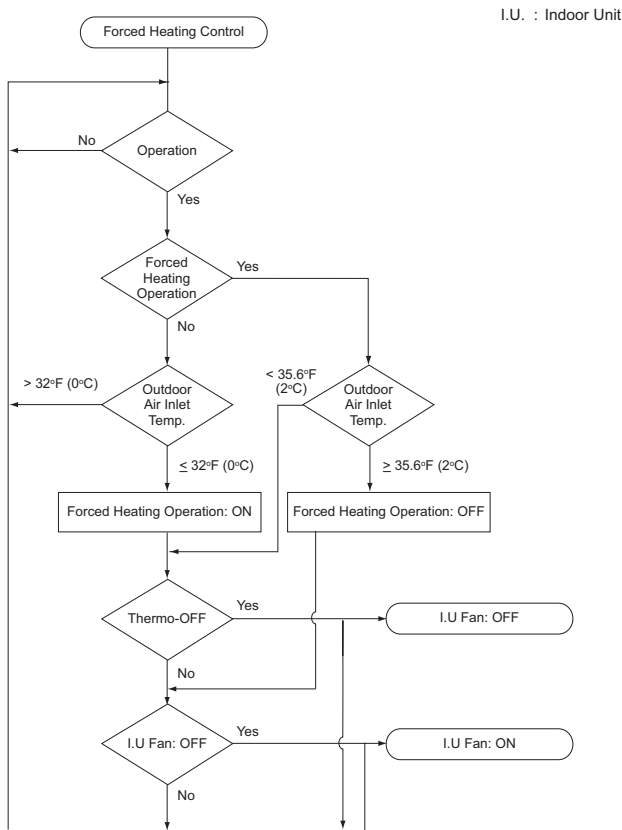 I.U. : Indoor Unit
Forced Heating Control
No
Operation
Yes
Forced
Heating
Operation
Yes
No
> 32°F (0°C)
Outdoor
Air Inlet
Temp.
< 35.6°F
(2°C)
Outdoor
Air Inlet
Temp.
≤ 32°F (0°C)
≥ 35.6°F (2°C)
Forced Heating Operation: ON
Forced Heating Operation: OFF
Thermo-OFF
Yes
I.U Fan: OFF
No
I.U Fan: OFF
Yes
I.U Fan: ON
No